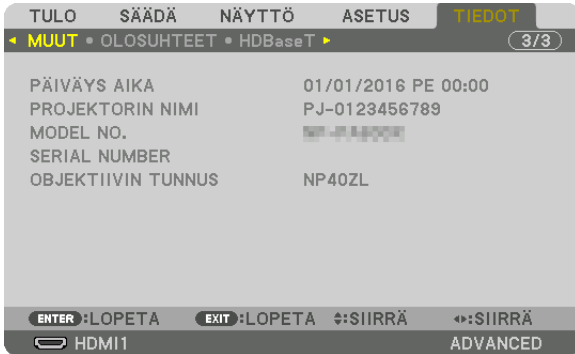 TULO SÄÄDÄ NÄYTTÖ ASETUS TIEDOT
MUUT • OLOSUHTEET • HDBaseT 3/3
PÄIVÄYS AIKA 01/01/2016 PE 00:00
PROJEKTORIN NIMI PJ-0123456789
MODEL NO.
SERIAL NUMBER
OBJEKTIIVIN TUNNUS NP40ZL
ENTER :LOPETA EXIT :LOPETA :SIIRRÄ :SIIRRÄ
HDMI1 ADVANCED